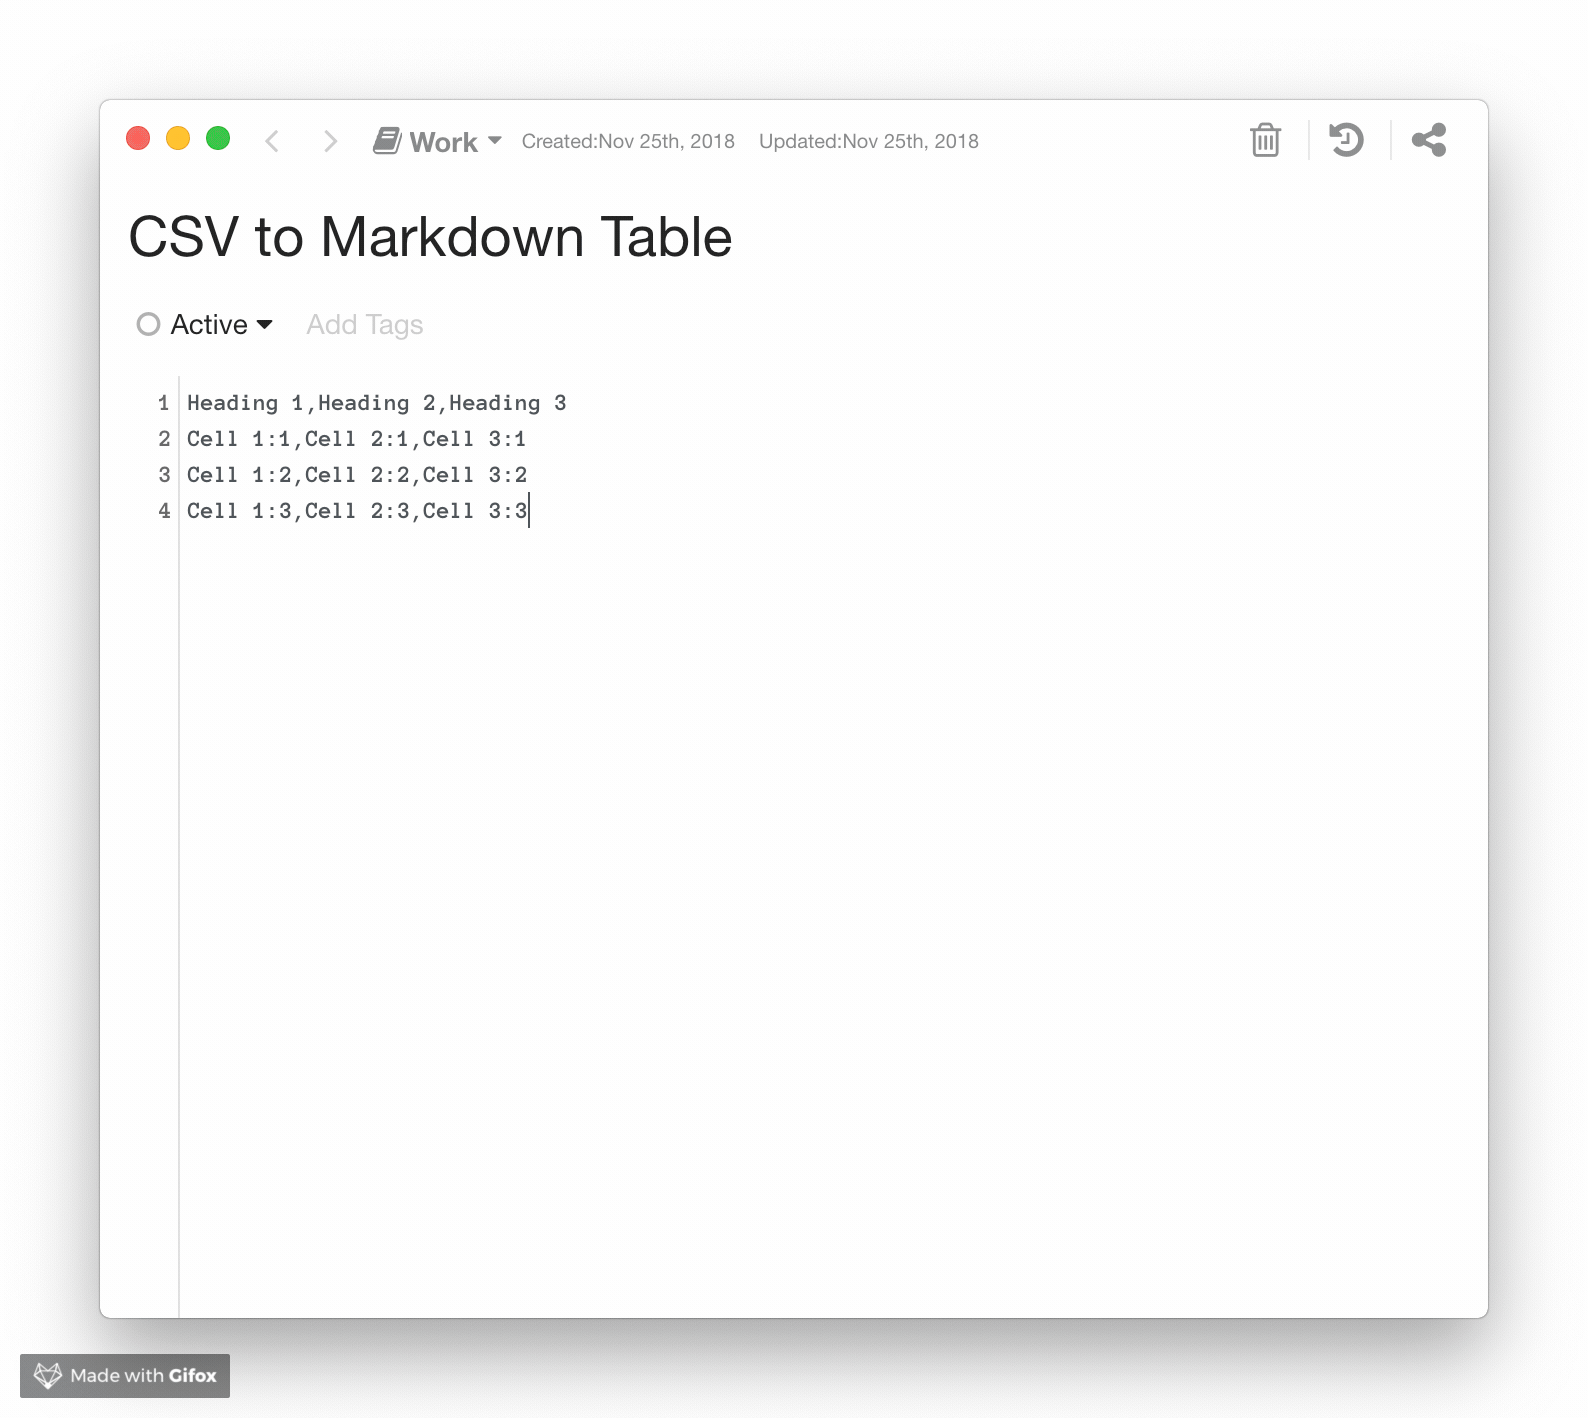 Work Created:Nov 25th, 2018 Updated:Nov 25th, 2018
CSV to Markdown Table
Active Add Tags
1 Heading 1,Heading 2,Heading 3
2 Cell 1:1,Cell 2:1,Cell 3:1
3 Cell 1:2,Cell 2:2,Cell 3:2
4 Cell 1:3,Cell 2:3,Cell 3:3
Made with Gifox